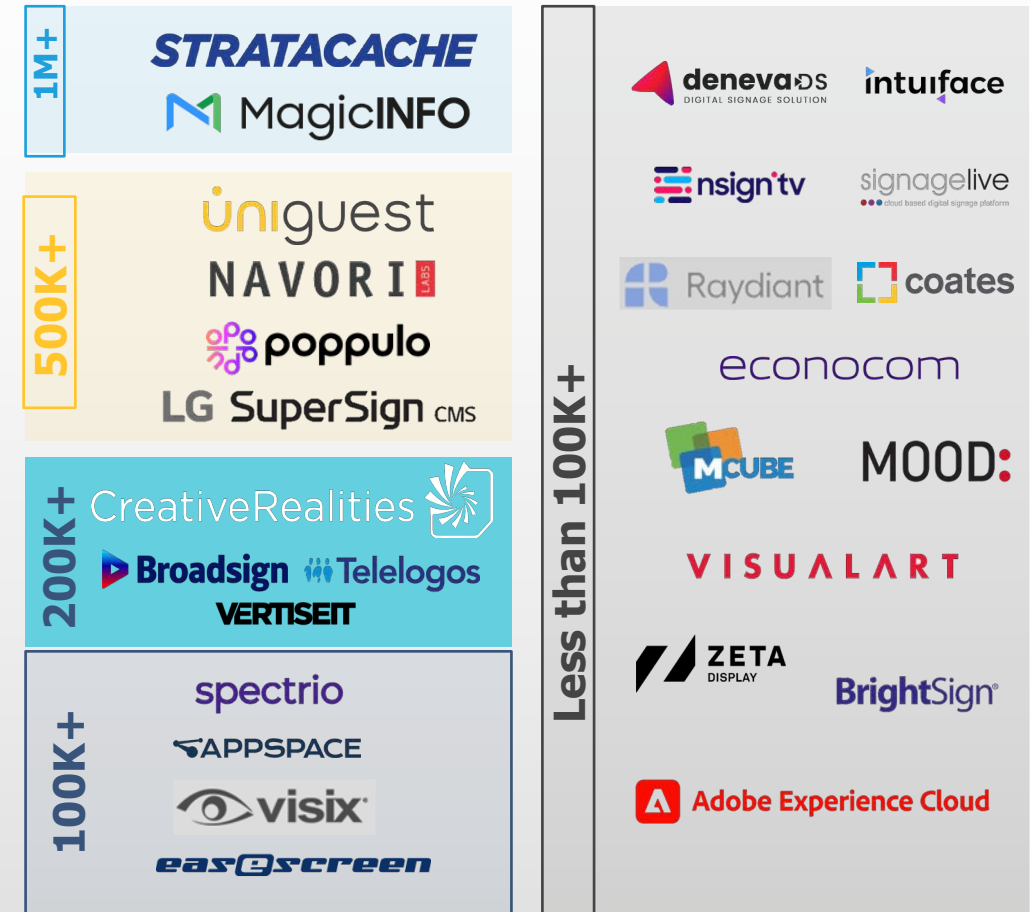 1M+
STRATACACHE
MagicINFO
500K+
uniguest
NAVORI LABS
poppulo
LG SuperSign CMS
200K+
CreativeRealities
Broadsign Telelogos
VERTISEIT
100K+
spectrio
APPSPACE
visix
easescreen
Less than 100K+
deneva DS
DIGITAL SIGNAGE SOLUTION
intuiface
nsign.tv
signagelive
cloud based digital signage platform
Raydiant
coates
econocom
MCUBE
MOOD:
VISUALART
ZETA
DISPLAY
BrightSign®
Adobe Experience Cloud